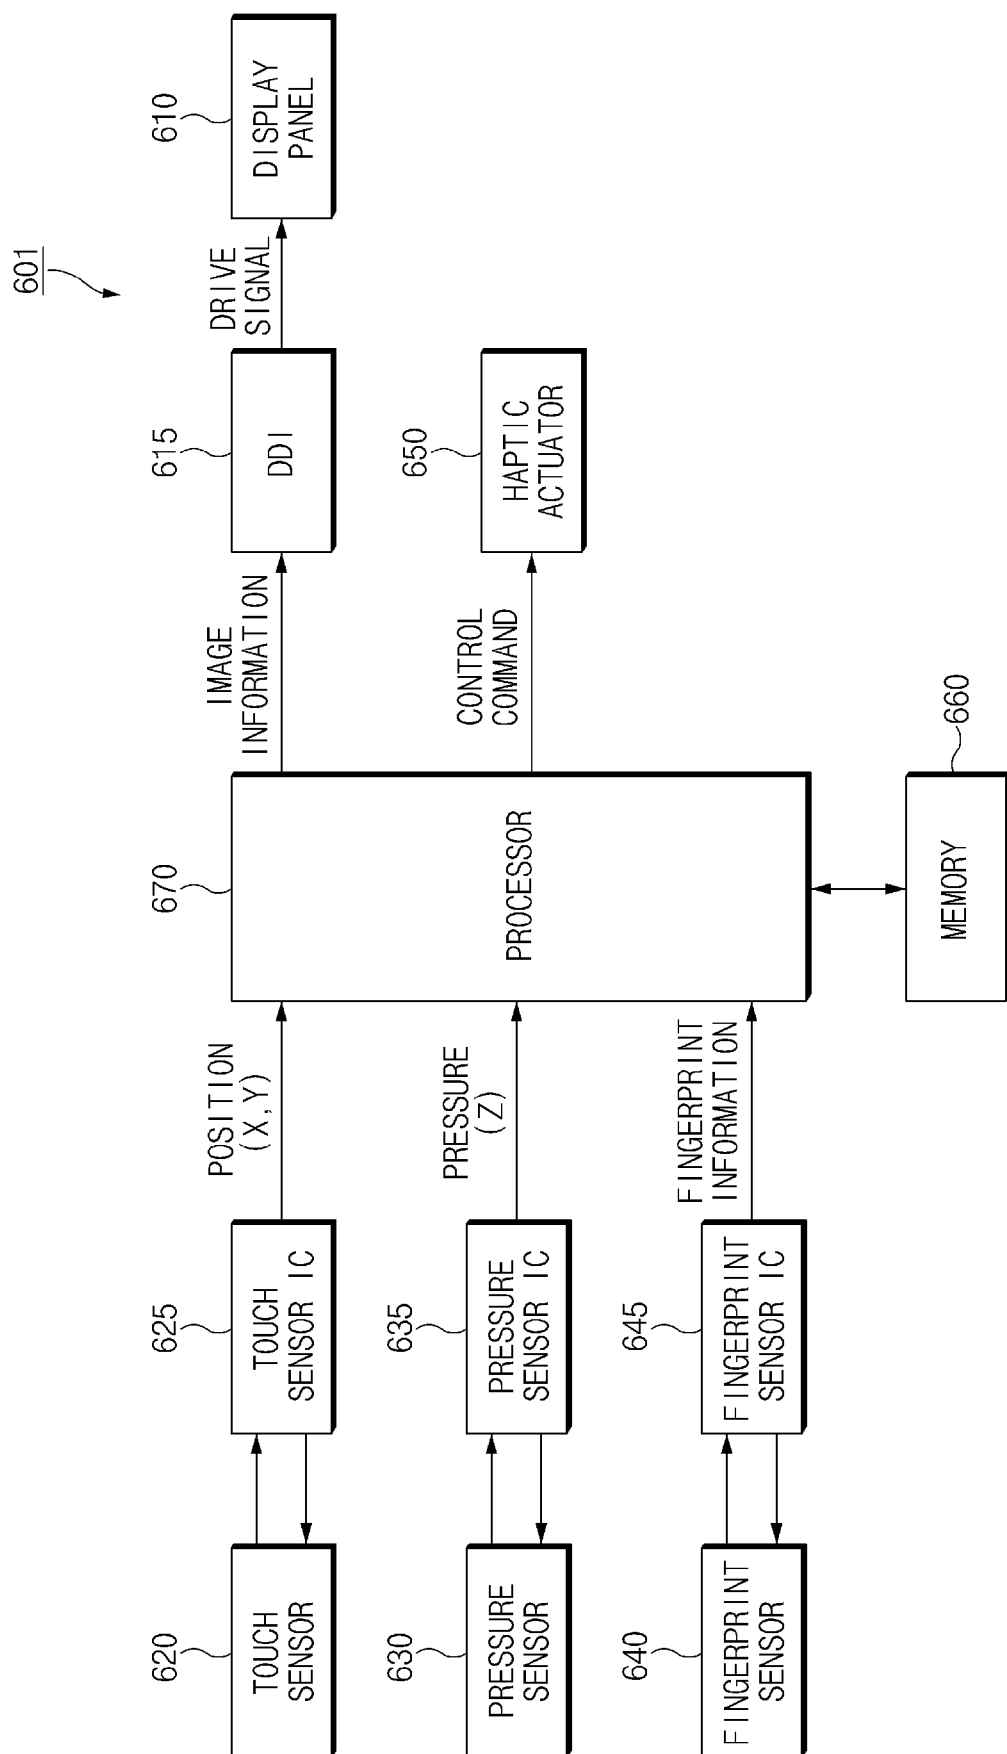 601
620
TOUCH
SENSOR
625
TOUCH
SENSOR IC
POSITION
(X,Y)
670
PROCESSOR
IMAGE
INFORMATION
615
DDI
DRIVE
SIGNAL
610
DISPLAY
PANEL
630
PRESSURE
SENSOR
635
PRESSURE
SENSOR IC
PRESSURE
(Z)
CONTROL
COMMAND
650
HAPTIC
ACTUATOR
640
FINGERPRINT
SENSOR
645
FINGERPRINT
SENSOR IC
FINGERPRINT
INFORMATION
660
MEMORY